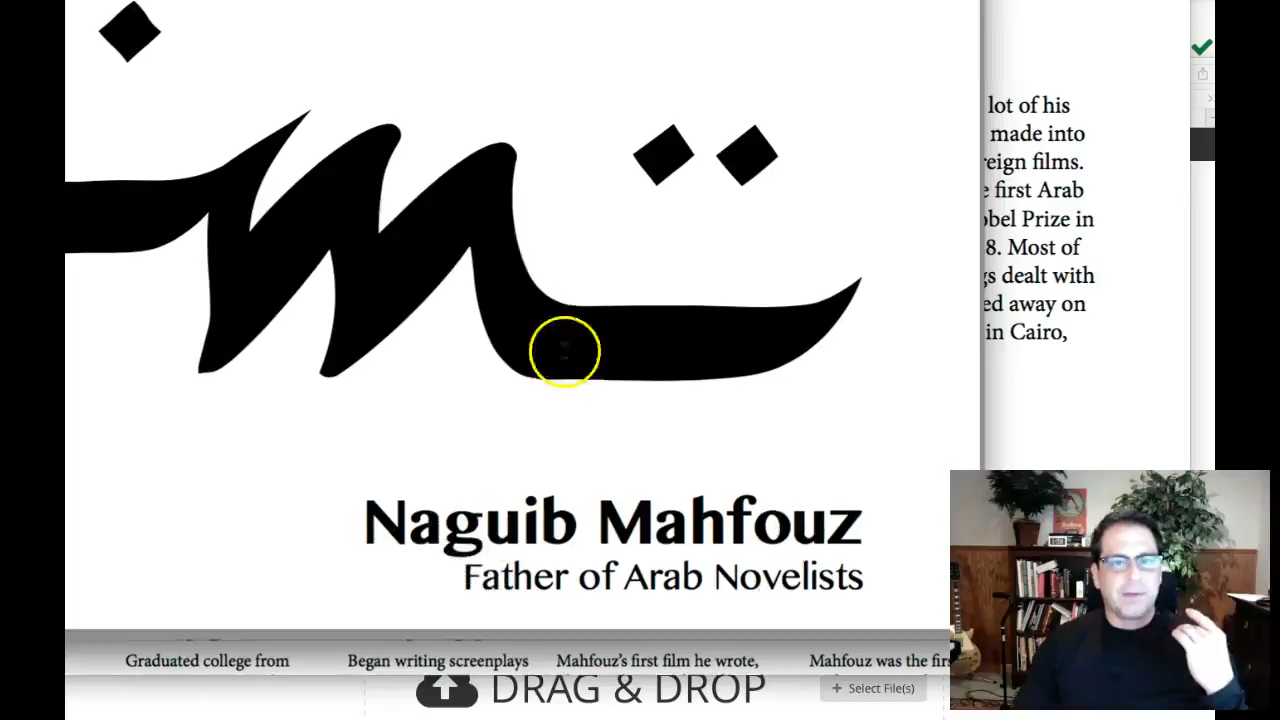 Naguib Mahfouz
Father of Arab Novelists
lot of his
made into
reign films.
first Arab
Prize in
8. Most of
dealt with
away on
in Cairo,
Graduated college from
Began writing screenplays
Mahfouz's first film he wrote,
Mahfouz was the firs
DRAG & DROP
+ Select File(s)